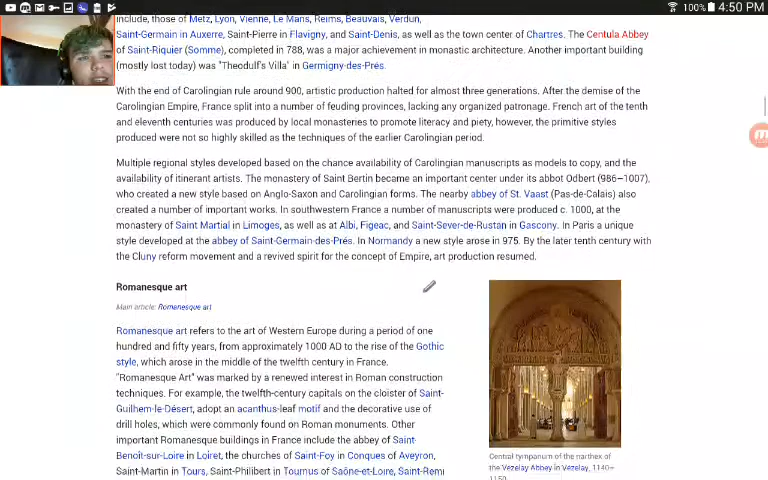 100% 4:50 PM
include, those of Metz, Lyon, Vienne, Le Mans, Reims, Beauvais, Verdun,
Saint-Germain in Auxerre, Saint-Pierre in Flavigny, and Saint-Denis, as well as the town center of Chartres. The Centula Abbey
of Saint-Riquier (Somme), completed in 788, was a major achievement in monastic architecture. Another important building
(mostly lost today) was "Theodulf's Villa" in Germigny-des-Prés.
With the end of Carolingian rule around 900, artistic production halted for almost three generations. After the demise of the
Carolingian Empire, France split into a number of feuding provinces, lacking any organized patronage. French art of the tenth
and eleventh centuries was produced by local monasteries to promote literacy and piety, however, the primitive styles
produced were not so highly skilled as the techniques of the earlier Carolingian period.
Multiple regional styles developed based on the chance availability of Carolingian manuscripts as models to copy, and the
availability of itinerant artists. The monastery of Saint Bertin became an important center under its abbot Odbert (986–1007),
who created a new style based on Anglo-Saxon and Carolingian forms. The nearby abbey of St. Vaast (Pas-de-Calais) also
created a number of important works. In southwestern France a number of manuscripts were produced c. 1000, at the
monastery of Saint Martial in Limoges, as well as at Albi, Figeac, and Saint-Sever-de-Rustan in Gascony. In Paris a unique
style developed at the abbey of Saint-Germain-des-Prés. In Normandy a new style arose in 975. By the later tenth century with
the Cluny reform movement and a revived spirit for the concept of Empire, art production resumed.
Romanesque art
Main article: Romanesque art
Romanesque art refers to the art of Western Europe during a period of one
hundred and fifty years, from approximately 1000 AD to the rise of the Gothic
style, which arose in the middle of the twelfth century in France.
"Romanesque Art" was marked by a renewed interest in Roman construction
techniques. For example, the twelfth-century capitals on the cloister of Saint-
Guilhem-le-Désert, adopt an acanthus-leaf motif and the decorative use of
drill holes, which were commonly found on Roman monuments. Other
important Romanesque buildings in France include the abbey of Saint-
Benoît-sur-Loire in Loiret, the churches of Saint-Foy in Conques of Aveyron,
Saint-Martin in Tours, Saint-Philibert in Tournus of Saône-et-Loire, Saint-Remi
Central tympanum of the narthex of
the Vézelay Abbey in Vézelay, 1140–
1150